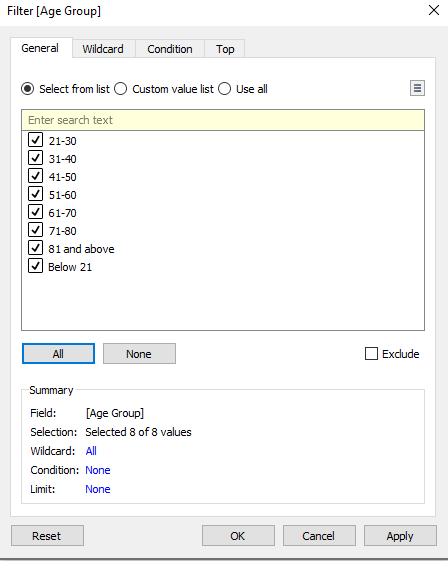 Filter [Age Group]
General Wildcard Condition Top
Select from list Custom value list Use all
Enter search text
21-30
31-40
41-50
51-60
61-70
71-80
81 and above
Below 21
All None Exclude
Summary
Field: [Age Group]
Selection: Selected 8 of 8 values
Wildcard: All
Condition: None
Limit: None
Reset OK Cancel Apply